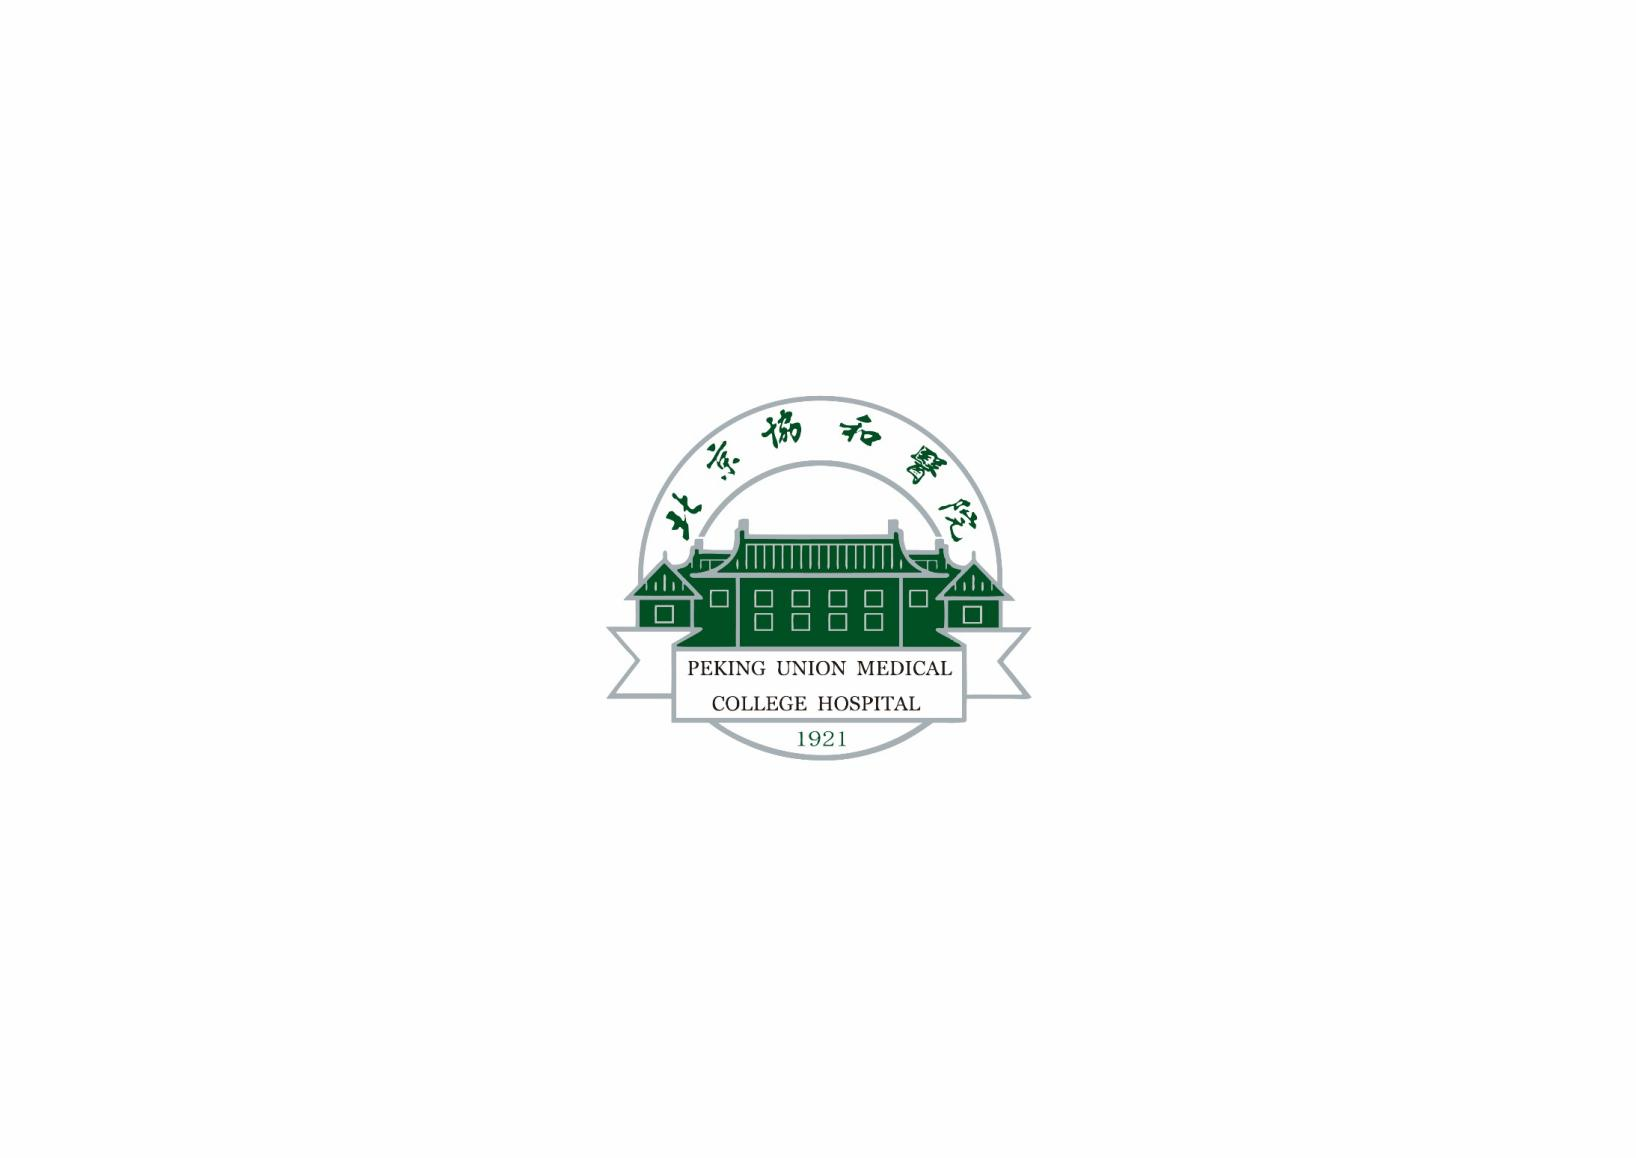 北京協和醫院
PEKING UNION MEDICAL
COLLEGE HOSPITAL
1921